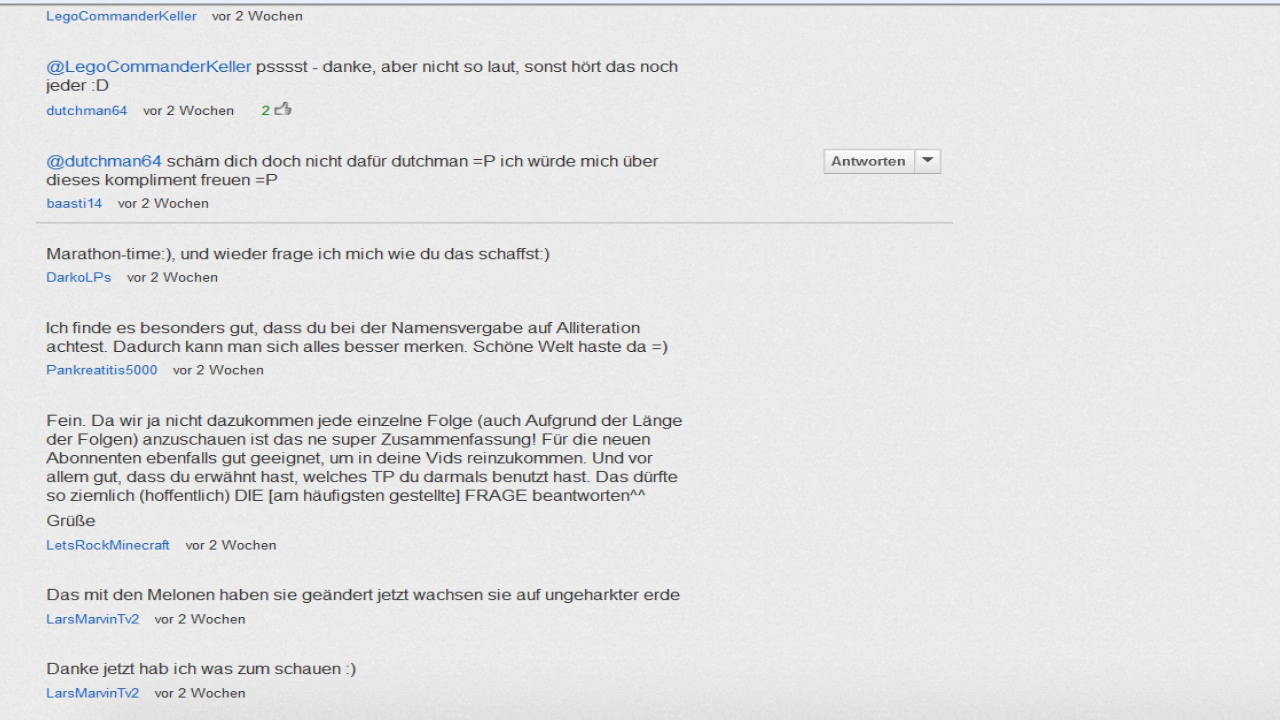 LegoCommanderKeller vor 2 Wochen
@LegoCommanderKeller psssst - danke, aber nicht so laut, sonst hört das noch
jeder :D
dutchman64 vor 2 Wochen 2
@dutchman64 schäm dich doch nicht dafür dutchman =P ich würde mich über
dieses kompliment freuen =P
Antworten
baasti14 vor 2 Wochen
Marathon-time:), und wieder frage ich mich wie du das schaffst:)
DarkoLPs vor 2 Wochen
Ich finde es besonders gut, dass du bei der Namensvergabe auf Alliteration
achtest. Dadurch kann man sich alles besser merken. Schöne Welt haste da =)
Pankreatitis5000 vor 2 Wochen
Fein. Da wir ja nicht dazukommen jede einzelne Folge (auch Aufgrund der Länge
der Folgen) anzuschauen ist das ne super Zusammenfassung! Für die neuen
Abonnenten ebenfalls gut geeignet, um in deine Vids reinzukommen. Und vor
allem gut, dass du erwähnt hast, welches TP du darmals benutzt hast. Das dürfte
so ziemlich (hoffentlich) DIE [am häufigsten gestellte] FRAGE beantworten^^
Grüße
LetsRockMinecraft vor 2 Wochen
Das mit den Melonen haben sie geändert jetzt wachsen sie auf ungeharkter erde
LarsMarvinTv2 vor 2 Wochen
Danke jetzt hab ich was zum schauen :)
LarsMarvinTv2 vor 2 Wochen